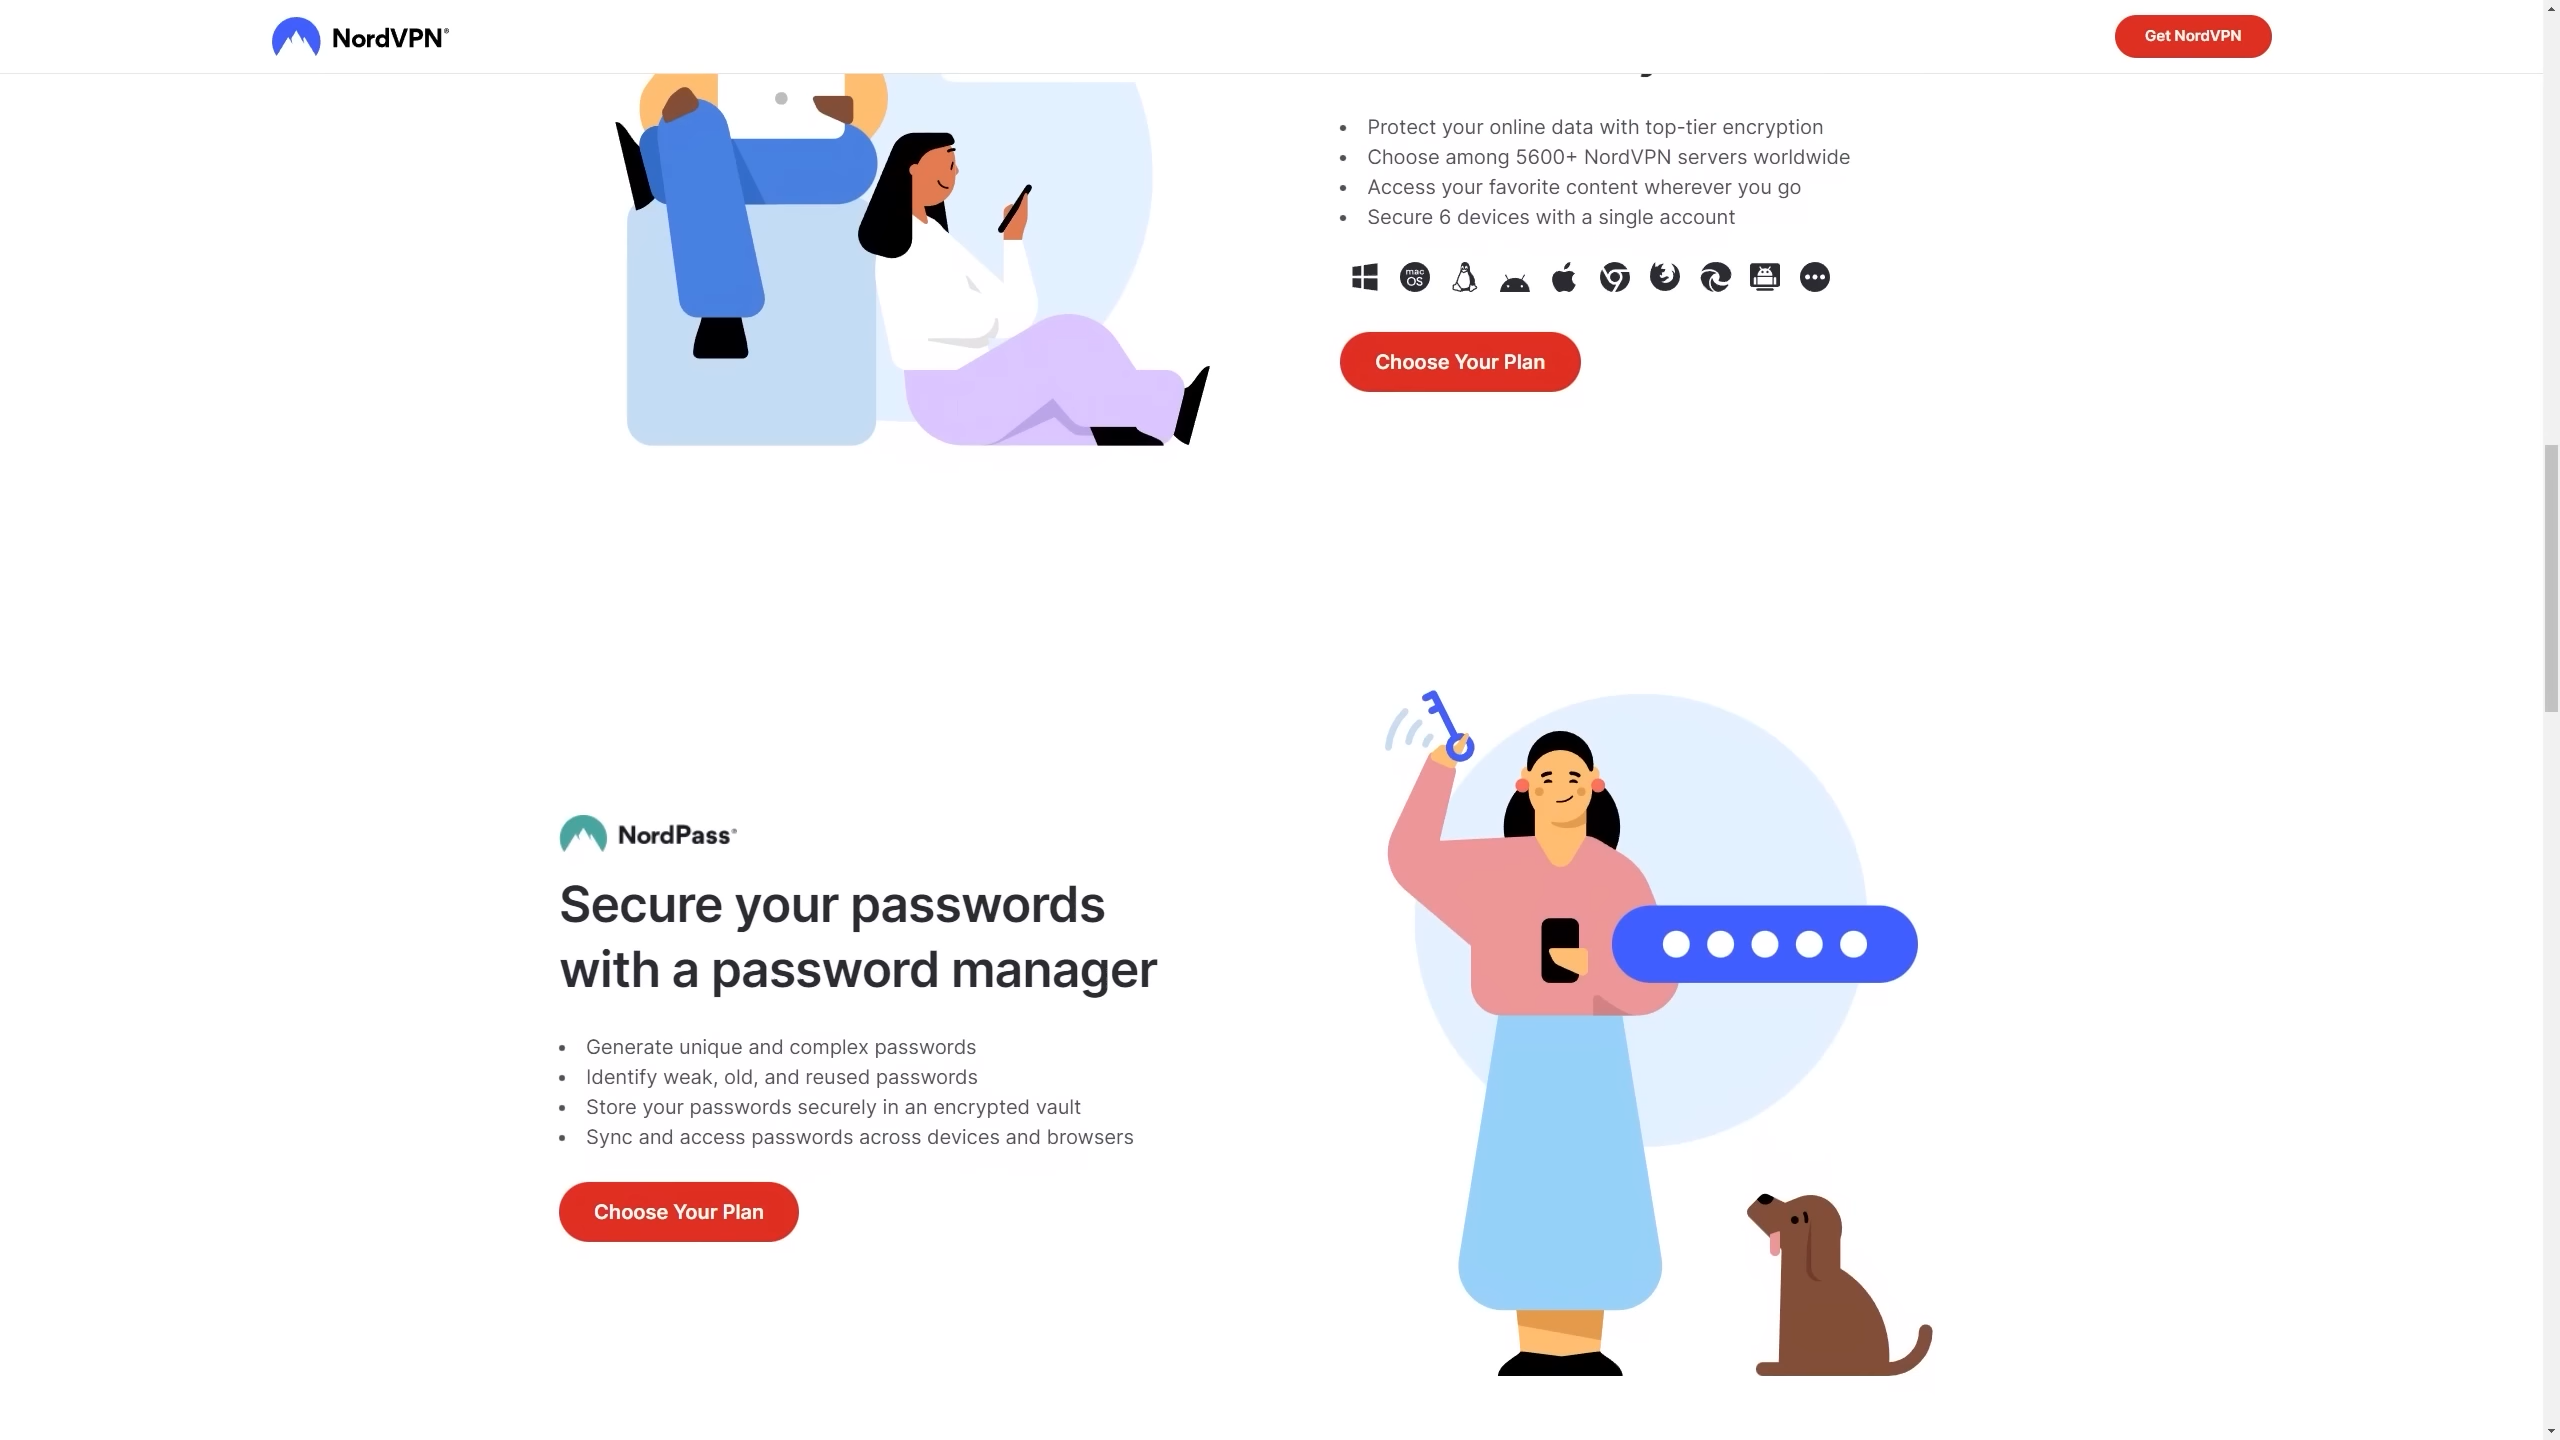 NordVPN®
Get NordVPN
Protect your online data with top-tier encryption
Choose among 5600+ NordVPN servers worldwide
Access your favorite content wherever you go
Secure 6 devices with a single account
mac
OS
Choose Your Plan
NordPass®
Secure your passwords
with a password manager
Generate unique and complex passwords
Identify weak, old, and reused passwords
Store your passwords securely in an encrypted vault
Sync and access passwords across devices and browsers
Choose Your Plan